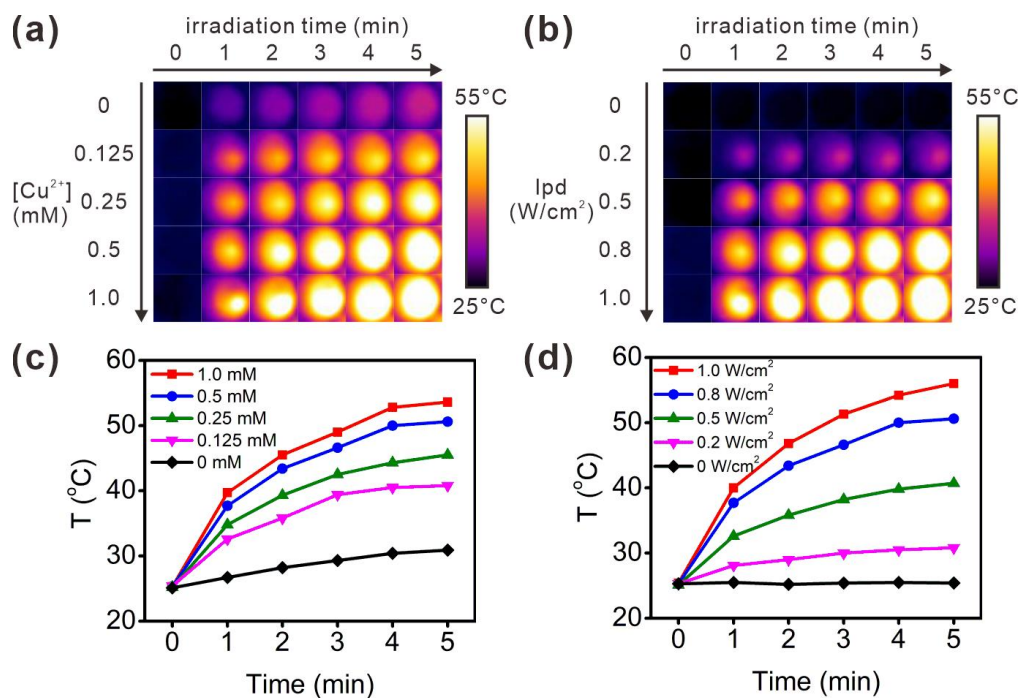 (a)
irradiation time (min)
0 1 2 3 4 5
[Cu²⁺]
(mM)
0
0.125
0.25
0.5
1.0
55°C
25°C
(b)
irradiation time (min)
0 1 2 3 4 5
lpd
(W/cm²)
0
0.2
0.5
0.8
1.0
55°C
25°C
(c)
T (°C)
60
50
40
30
20
1.0 mM
0.5 mM
0.25 mM
0.125 mM
0 mM
0 1 2 3 4 5
Time (min)
(d)
T (°C)
60
50
40
30
20
1.0 W/cm²
0.8 W/cm²
0.5 W/cm²
0.2 W/cm²
0 W/cm²
0 1 2 3 4 5
Time (min)